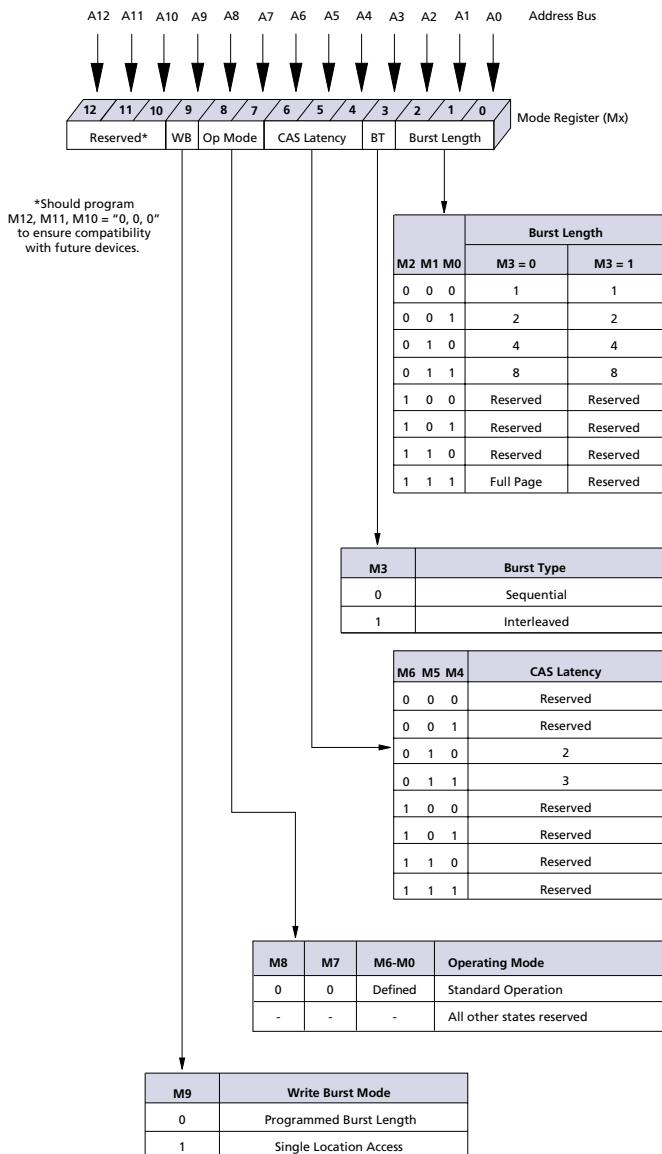 A12 A11 A10 A9 A8 A7 A6 A5 A4 A3 A2 A1 A0 Address Bus
12 11 10 9 8 7 6 5 4 3 2 1 0
Mode Register (Mx)
Reserved* WB Op Mode CAS Latency BT Burst Length
*Should program
M12, M11, M10 = "0, 0, 0"
to ensure compatibility
with future devices.
Burst Length
M2 M1 M0 M3 = 0 M3 = 1
0 0 0 1 1
0 0 1 2 2
0 1 0 4 4
0 1 1 8 8
1 0 0 Reserved Reserved
1 0 1 Reserved Reserved
1 1 0 Reserved Reserved
1 1 1 Full Page Reserved
M3 Burst Type
0 Sequential
1 Interleaved
M6 M5 M4 CAS Latency
0 0 0 Reserved
0 0 1 Reserved
0 1 0 2
0 1 1 3
1 0 0 Reserved
1 0 1 Reserved
1 1 0 Reserved
1 1 1 Reserved
M8 M7 M6-M0 Operating Mode
0 0 Defined Standard Operation
- - - All other states reserved
M9 Write Burst Mode
0 Programmed Burst Length
1 Single Location Access